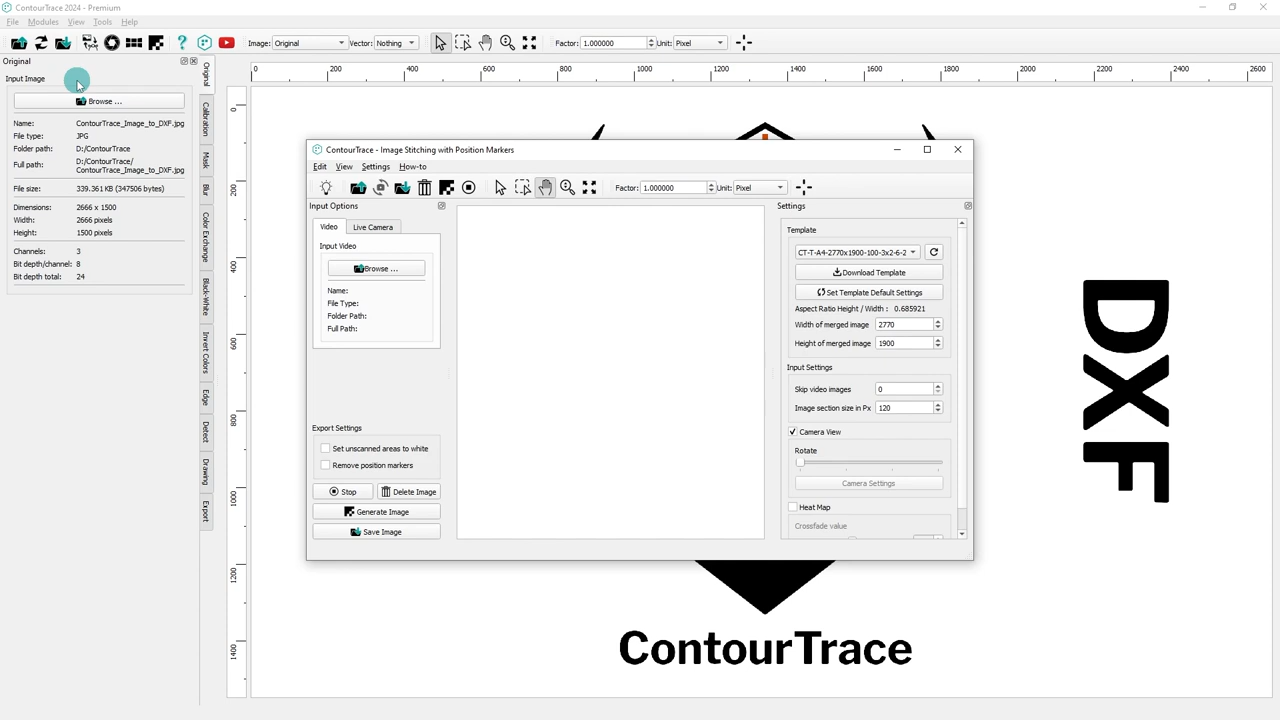 ContourTrace 2024 - Premium
File Modules View Tools Help
Image: Original Vector: Nothing Factor: 1.000000 Unit: Pixel
Original
Input Image
Browse ...
Name: ContourTrace_Image_to_DXF.jpg
File type: JPG
Folder path: D:/ContourTrace
Full path: D:/ContourTrace/
ContourTrace_Image_to_DXF.jpg
File size: 339.361 KB (347506 bytes)
Dimensions: 2666 x 1500
Width: 2666 pixels
Height: 1500 pixels
Channels: 3
Bit depth/channel: 8
Bit depth total: 24
Original
Calibration
Mask
Blur
Color Exchange
Black-White
Invert Colors
Edge
Detect
Drawing
Export
0 200 400 600 800 1000 1200 1400 1600 1800 2000 2200 2400 2600
0
200
400
600
800
1000
1200
1400
ContourTrace - Image Stitching with Position Markers
File View Settings How-to
Factor: 1.000000 Unit: Pixel
Input Options
Video Live Camera
Input Video
Browse ...
Name:
File Type:
Folder Path:
Full Path:
Export Settings
Set unscanned areas to white
Remove position markers
Stop Delete Image
Generate Image
Save Image
Settings
Template
CT-T-A4-2770x1900-100-3x2-6-2
Download Template
Set Template Default Settings
Aspect Ratio Height / Width : 0.685921
Width of merged image 2770
Height of merged image 1900
Input Settings
Skip video images 0
Image section size in Px 120
Camera View
Rotate
Camera Settings
Heat Map
Crossfade value
DXF
ContourTrace